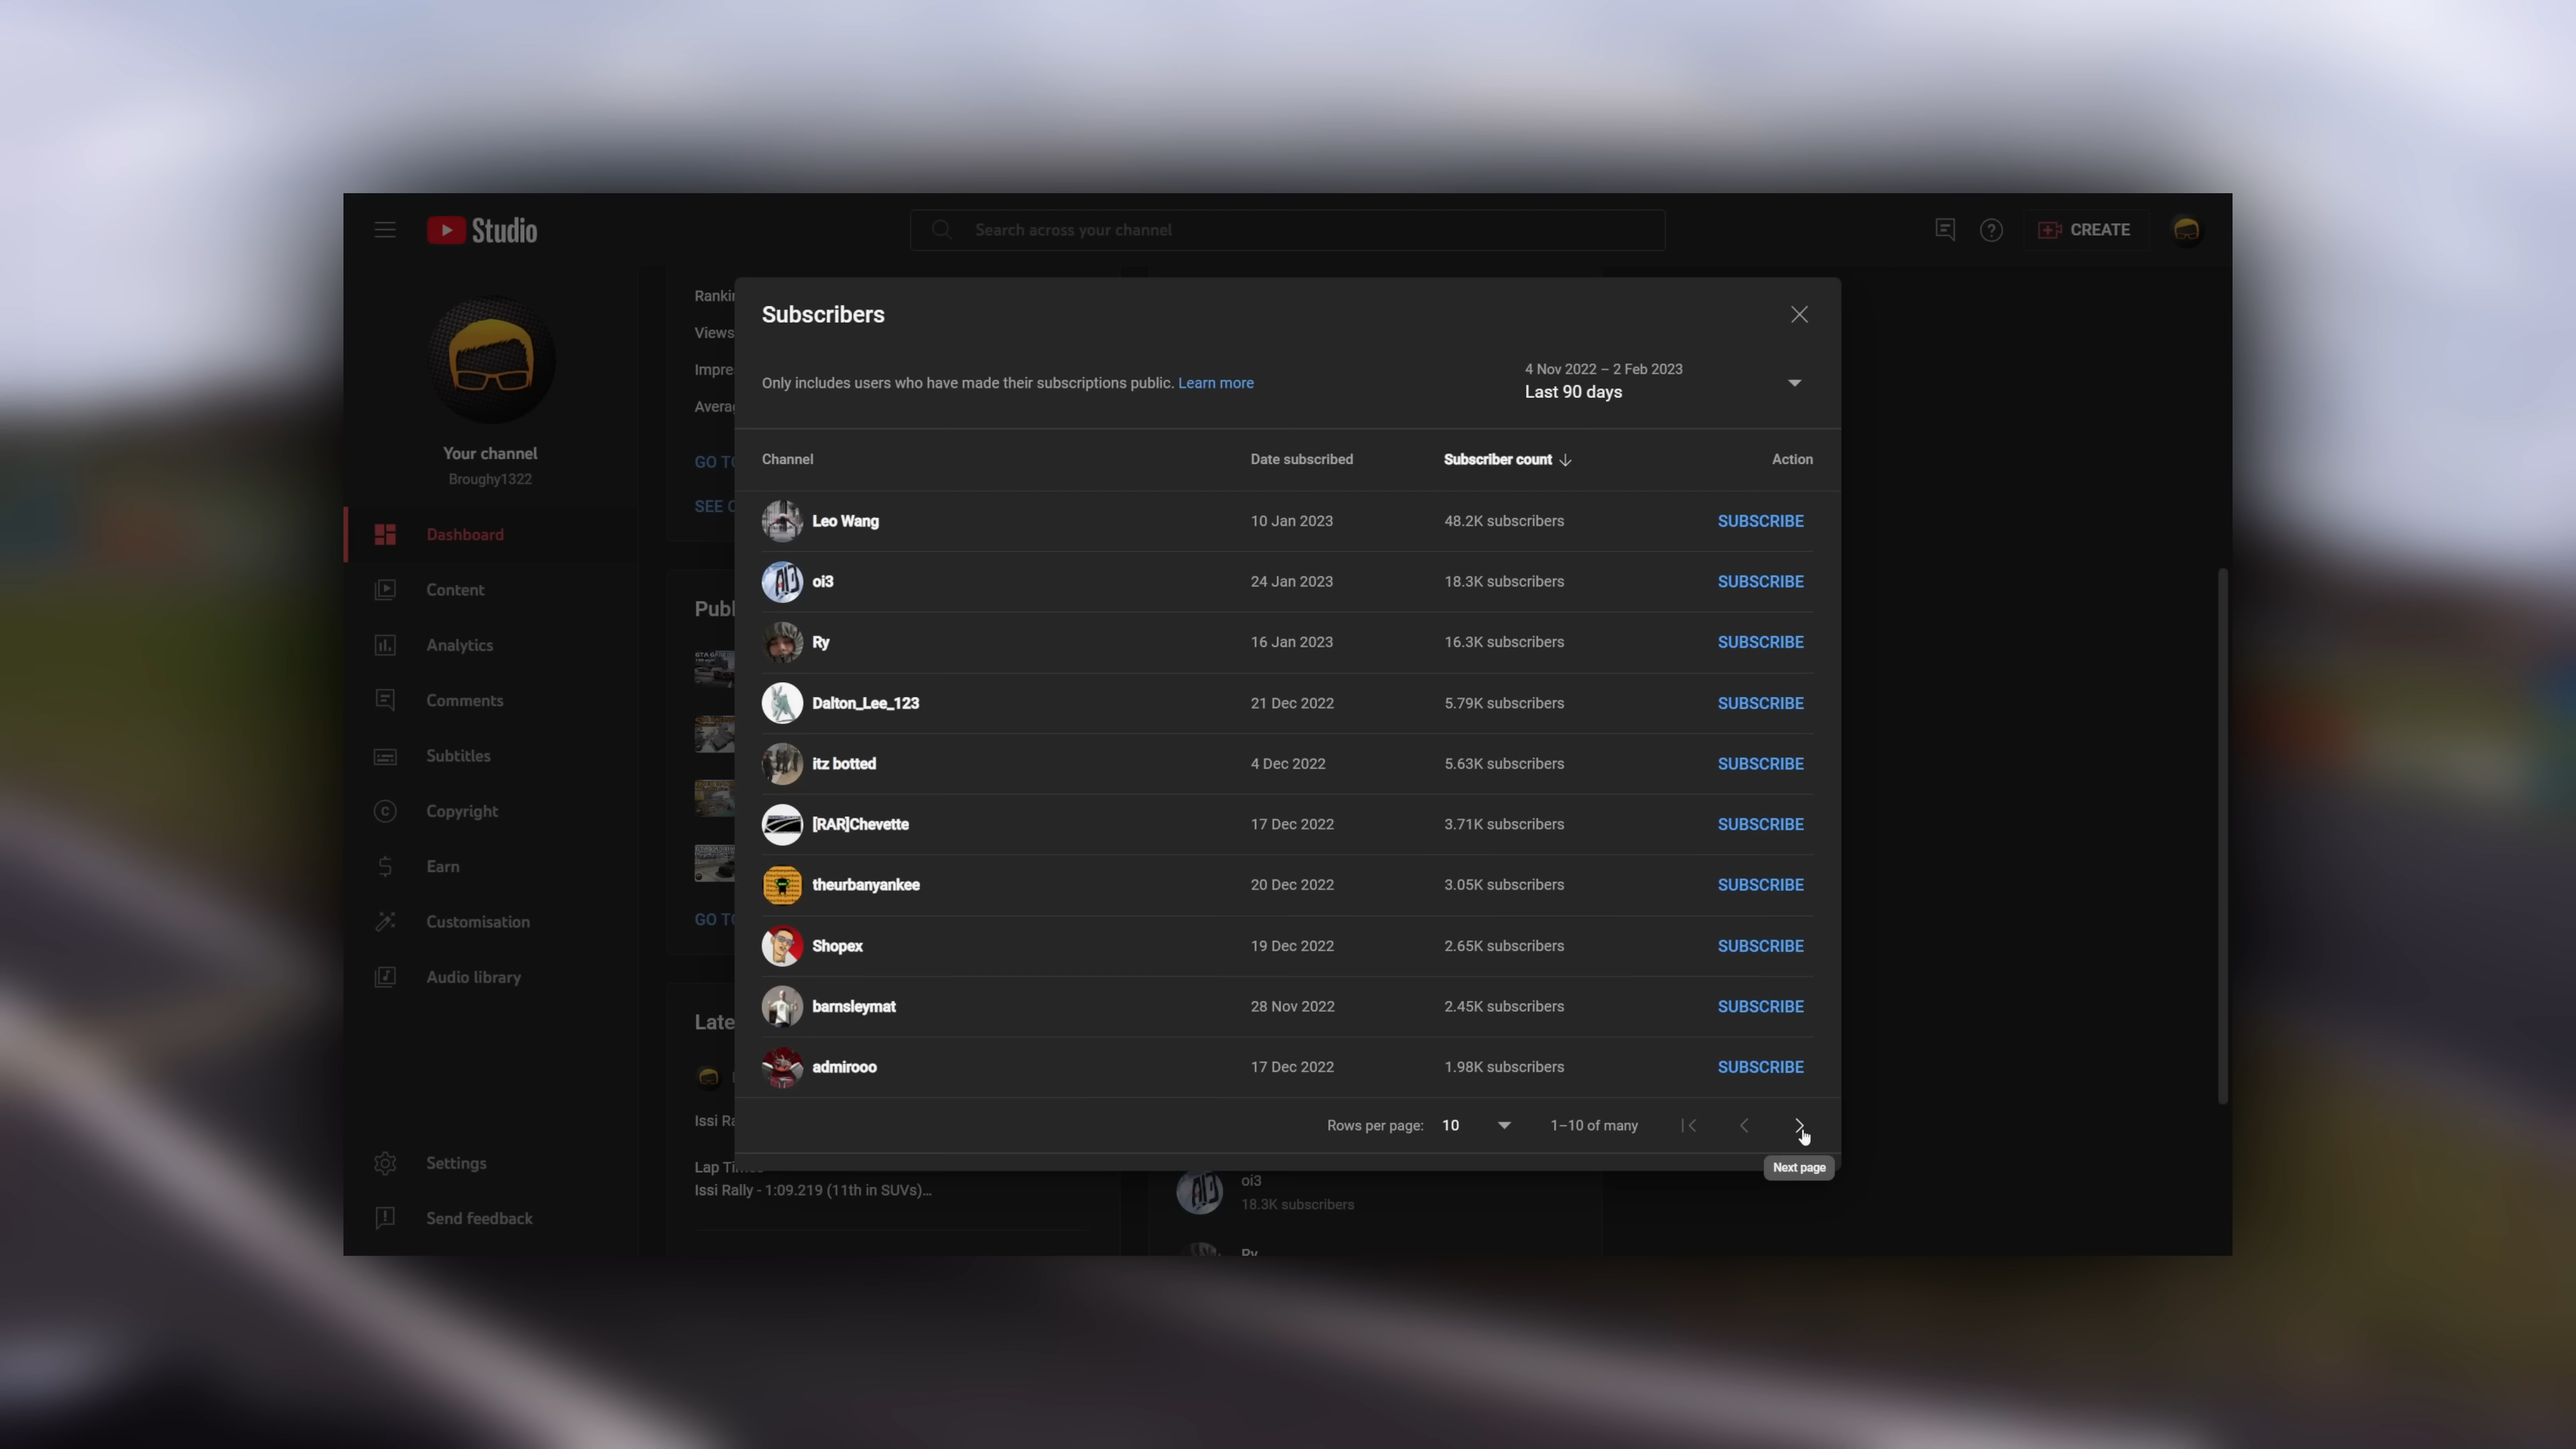 Studio
Search across your channel
CREATE
Your channel
Broughy1322
Dashboard
Content
Analytics
Comments
Subtitles
Copyright
Earn
Customisation
Audio library
Settings
Send feedback
Views
GO TO
SEE
GO TO
Lap
Issi Rally - 1:09.219 (11th in SUVs)...
Subscribers
Only includes users who have made their subscriptions public. Learn more
4 Nov 2022 – 2 Feb 2023
Last 90 days
Channel Date subscribed Subscriber count Action
Leo Wang 10 Jan 2023 48.2K subscribers SUBSCRIBE
oi3 24 Jan 2023 18.3K subscribers SUBSCRIBE
Ry 16 Jan 2023 16.3K subscribers SUBSCRIBE
Dalton_Lee_123 21 Dec 2022 5.79K subscribers SUBSCRIBE
itz botted 4 Dec 2022 5.63K subscribers SUBSCRIBE
[RAR]Chevette 17 Dec 2022 3.71K subscribers SUBSCRIBE
theurbanyankee 20 Dec 2022 3.05K subscribers SUBSCRIBE
Shopex 19 Dec 2022 2.65K subscribers SUBSCRIBE
barnsleymat 28 Nov 2022 2.45K subscribers SUBSCRIBE
admirooo 17 Dec 2022 1.98K subscribers SUBSCRIBE
Rows per page: 10 1–10 of many
Next page
oi3
18.3K subscribers
Ry